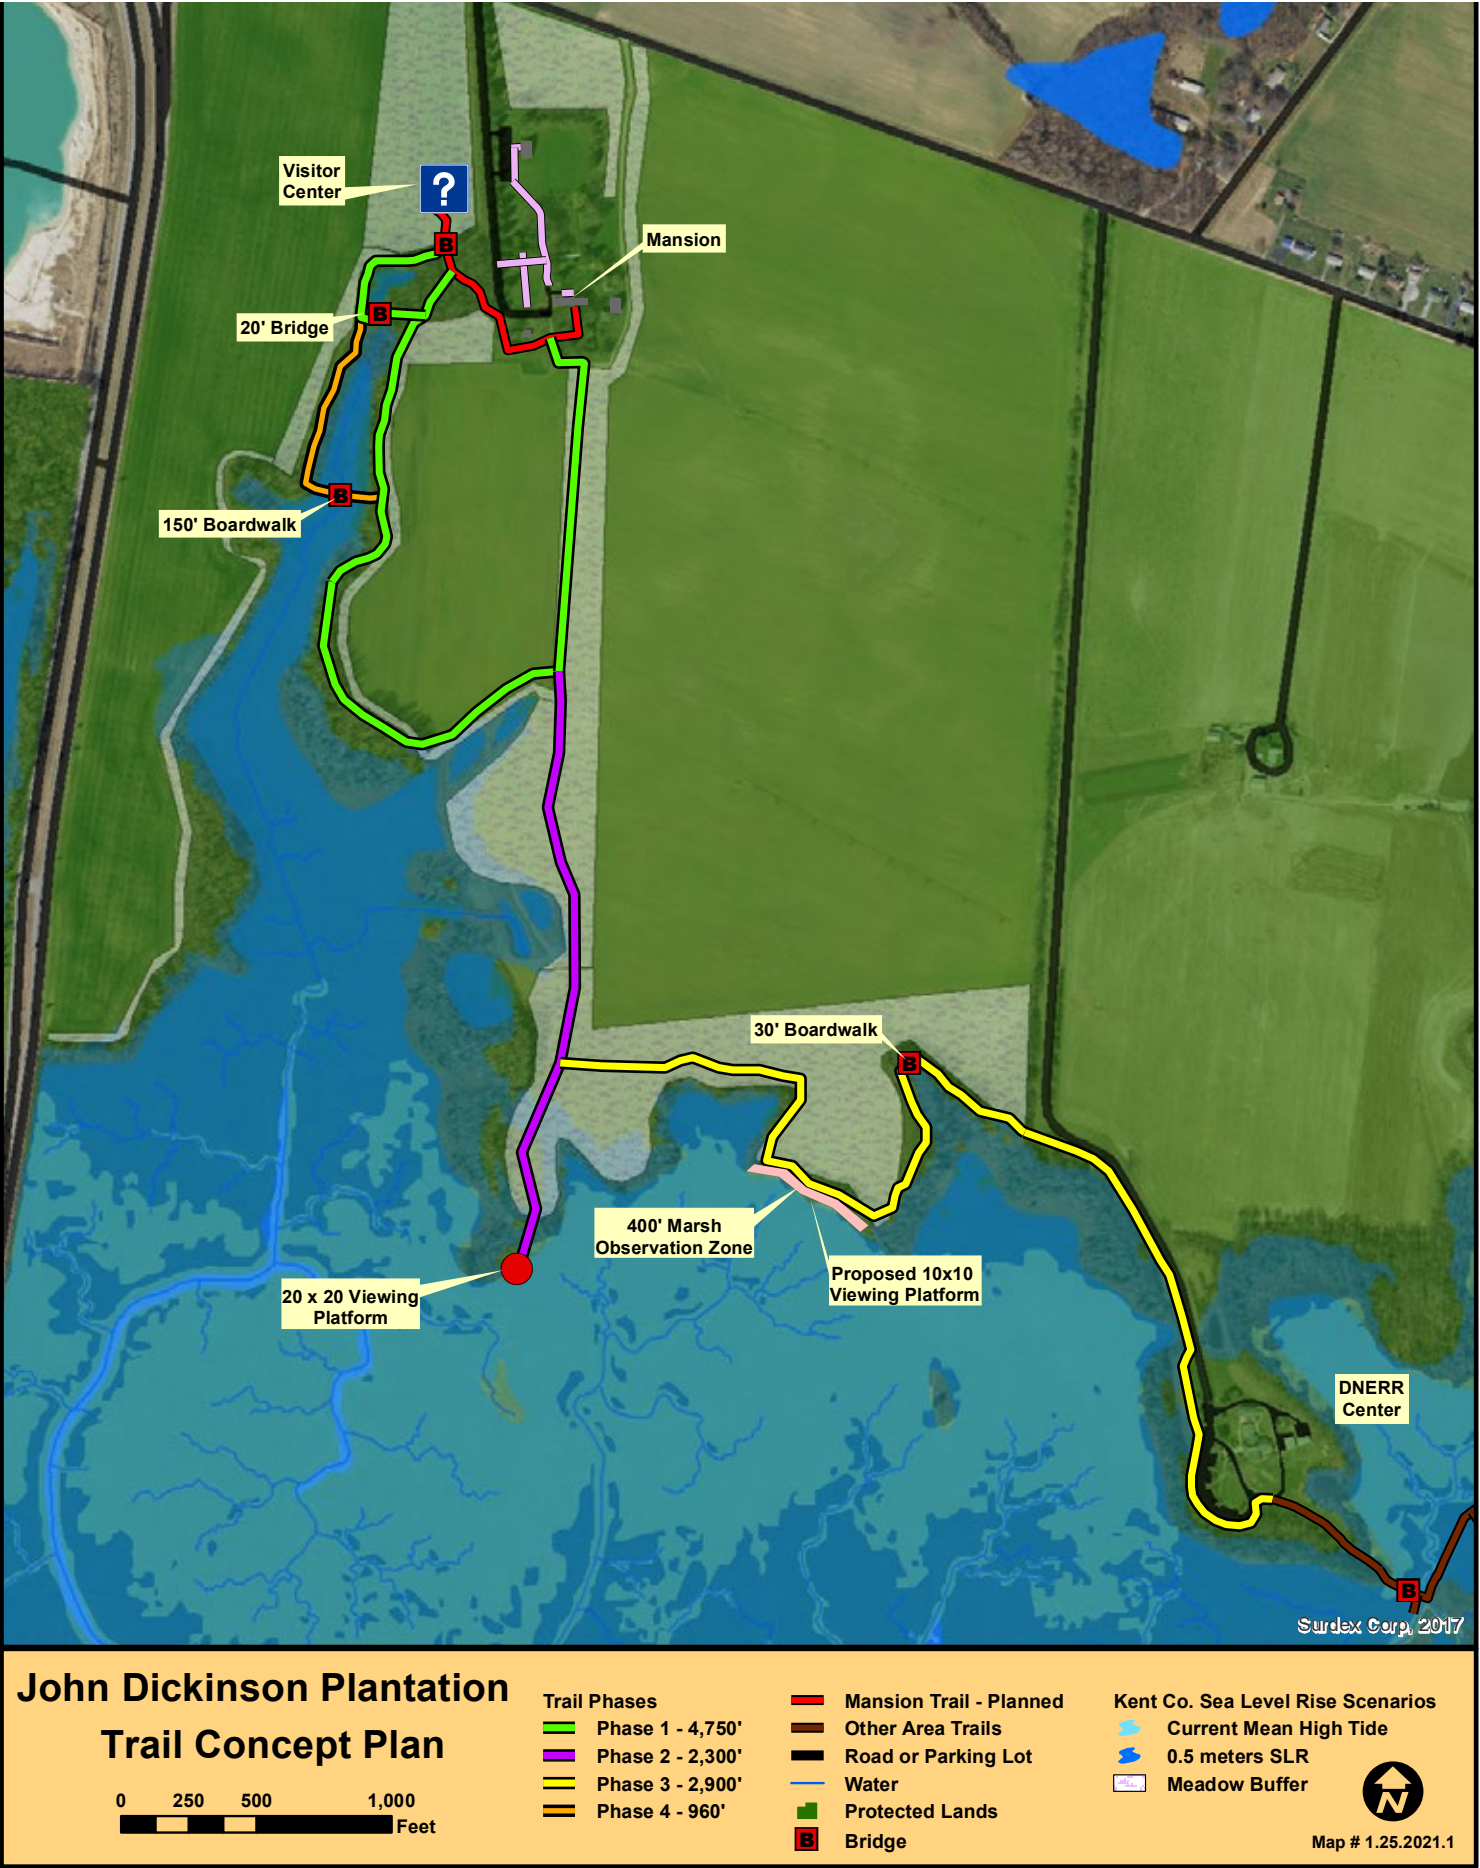 Visitor
Center
?
B
Mansion
20' Bridge
B
150' Boardwalk
B
30' Boardwalk
B
400' Marsh
Observation Zone
Proposed 10x10
Viewing Platform
20 x 20 Viewing
Platform
DNERR
Center
B
Surdex Corp, 2017
John Dickinson Plantation
Trail Concept Plan
0 250 500 1,000
Feet
Trail Phases
Phase 1 - 4,750'
Phase 2 - 2,300'
Phase 3 - 2,900'
Phase 4 - 960'
Mansion Trail - Planned
Other Area Trails
Road or Parking Lot
Water
Protected Lands
B Bridge
Kent Co. Sea Level Rise Scenarios
Current Mean High Tide
0.5 meters SLR
Meadow Buffer
N
Map # 1.25.2021.1